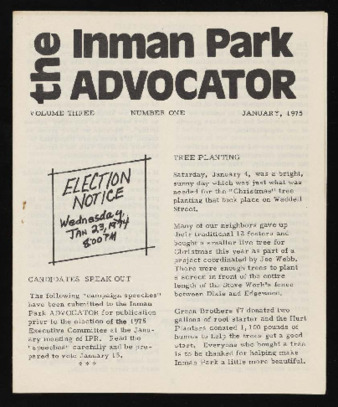 the Inman Park
ADVOCATOR
VOLUME THREE NUMBER ONE JANUARY, 1975
ELECTION
NOTICE
Wednesday,
JAN 23, 1974
8:00 PM
CANDIDATES SPEAK OUT
The following "campaign speeches"
have been submitted to the Inman
Park ADVOCATOR for publication
prior to the election of the 1975
Executive Committee at the Janu-
ary meeting of IPR. Read the
"speeches" carefully and be pre-
pared to vote January 15.
* * *
TREE PLANTING
Saturday, January 4, was a bright,
sunny day which was just what was
needed for the "Christmas" tree
planting that took place on Waddell
Street.
Many of our neighbors gave up
their traditional 12 footers and
bought a smaller live tree for
Christmas this year as part of a
project coordinated by Joe Webb.
There were enough trees to plant
a screen in front of the entire
length of the Stove Work's fence
between Dixie and Edgewood.
Green Brothers #7 donated two
gallons of root starter and the Hurt
Planters donated 1,100 pounds of
humus to help the trees get a good
start. Everyone who bought a tree
is to be thanked for helping make
Inman Park a little more beautiful.